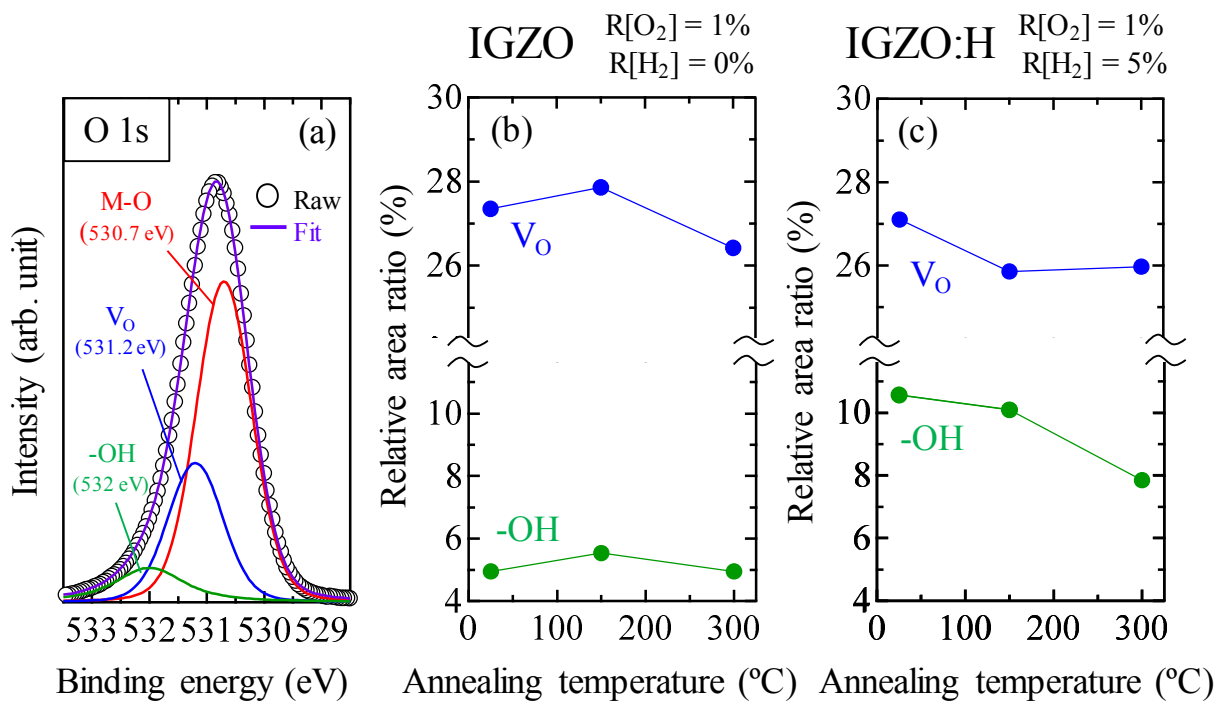 IGZO
R[O₂] = 1%
R[H₂] = 0%
IGZO:H
R[O₂] = 1%
R[H₂] = 5%
O 1s
(a)
M-O
(530.7 eV)
Raw
Fit
V_O
(531.2 eV)
-OH
(532 eV)
Intensity (arb. unit)
533 532 531 530 529
Binding energy (eV)
(b)
30
28
26
10
8
6
4
Relative area ratio (%)
V_O
-OH
0 100 200 300
Annealing temperature (ºC)
(c)
30
28
26
10
8
6
4
Relative area ratio (%)
V_O
-OH
0 100 200 300
Annealing temperature (ºC)